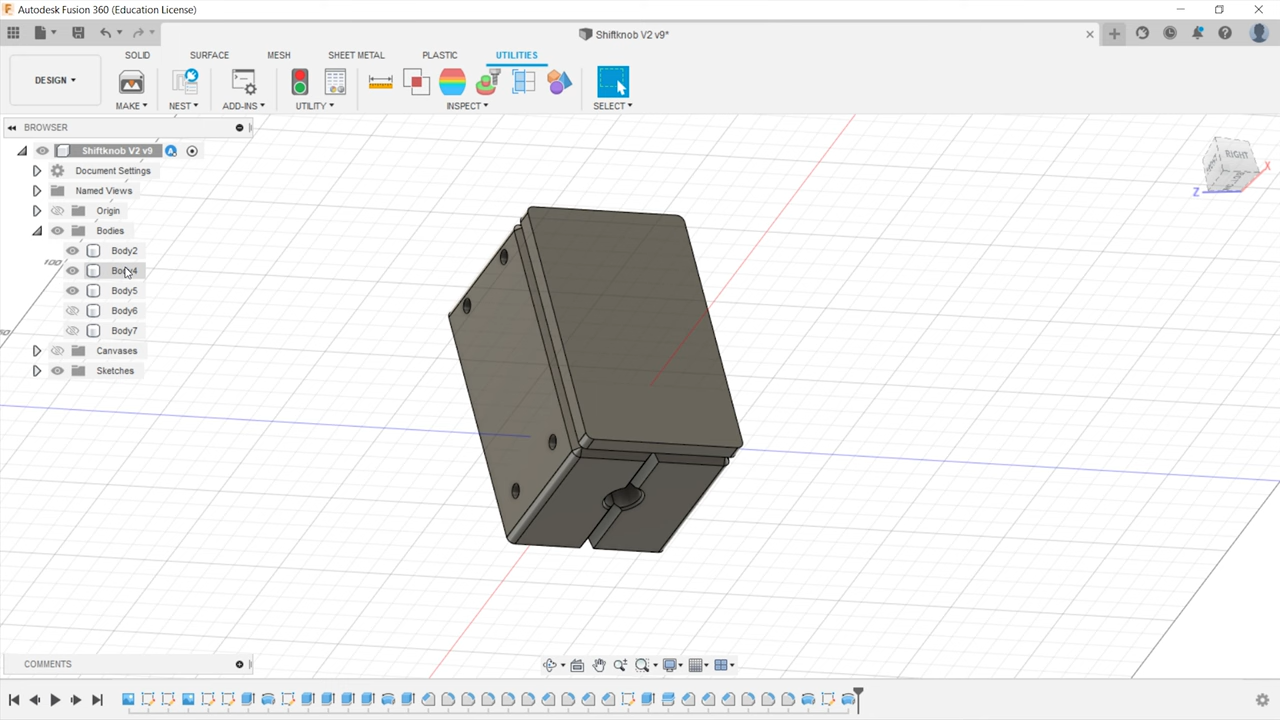 Autodesk Fusion 360 (Education License)
Shiftknob V2 v9*
SOLID SURFACE MESH SHEET METAL PLASTIC UTILITIES
DESIGN
MAKE NEST ADD-INS UTILITY INSPECT SELECT
BROWSER
Shiftknob V2 v9
Document Settings
Named Views
Origin
Bodies
Body2
Body4
Body5
Body6
Body7
Canvases
Sketches
100
RIGHT
X
Z
COMMENTS